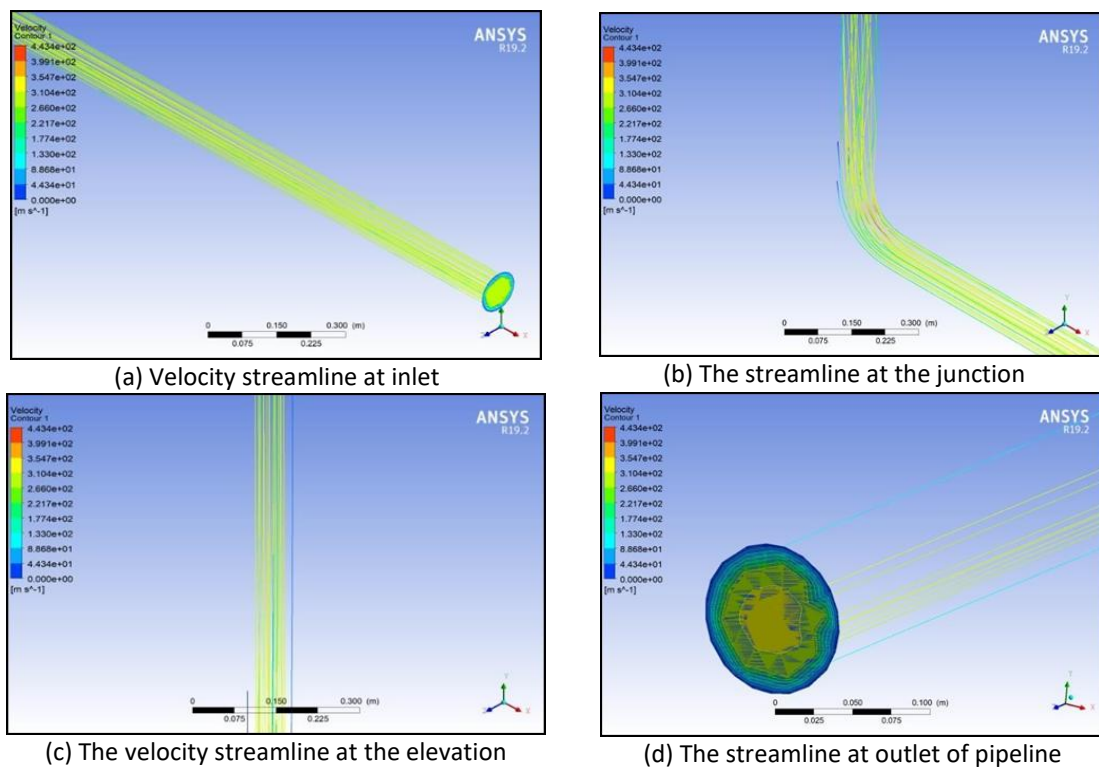 Velocity
Contour 1
4.434e+02
3.991e+02
3.547e+02
3.104e+02
2.660e+02
2.217e+02
1.774e+02
1.330e+02
8.868e+01
4.434e+01
0.000e+00
[m s^-1]
ANSYS
R19.2
0 0.150 0.300 (m)
0.075 0.225
Z Y X
(a) Velocity streamline at inlet
Velocity
Contour 1
4.434e+02
3.991e+02
3.547e+02
3.104e+02
2.660e+02
2.217e+02
1.774e+02
1.330e+02
8.868e+01
4.434e+01
0.000e+00
[m s^-1]
ANSYS
R19.2
0 0.150 0.300 (m)
0.075 0.225
Y
Z X
(b) The streamline at the junction
Velocity
Contour 1
4.434e+02
3.991e+02
3.547e+02
3.104e+02
2.660e+02
2.217e+02
1.774e+02
1.330e+02
8.868e+01
4.434e+01
0.000e+00
[m s^-1]
ANSYS
R19.2
0 0.150 0.300 (m)
0.075 0.225
Y
Z X
(c) The velocity streamline at the elevation
Velocity
Contour 1
4.434e+02
3.991e+02
3.547e+02
3.104e+02
2.660e+02
2.217e+02
1.774e+02
1.330e+02
8.868e+01
4.434e+01
0.000e+00
[m s^-1]
ANSYS
R19.2
0 0.050 0.100 (m)
0.025 0.075
Y
X
(d) The streamline at outlet of pipeline